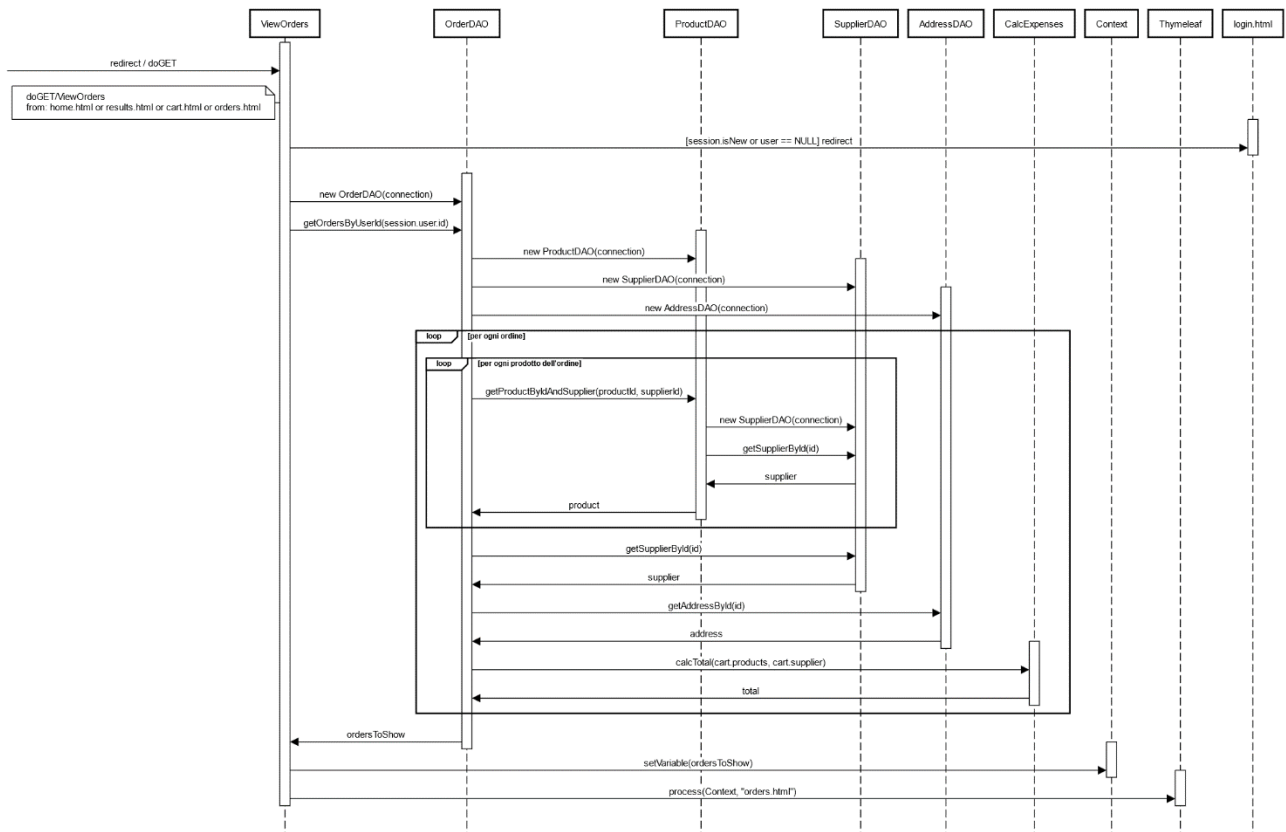 ViewOrders
OrderDAO
ProductDAO
SupplierDAO
AddressDAO
CalcExpenses
Context
Thymeleaf
login.html
redirect / doGET
doGET/ViewOrders
from: home.html or results.html or cart.html or orders.html
[session.isNew or user == NULL] redirect
new OrderDAO(connection)
getOrdersByUserId(session.user.id)
new ProductDAO(connection)
new SupplierDAO(connection)
new AddressDAO(connection)
loop [per ogni ordine]
loop [per ogni prodotto dell'ordine]
getProductByIdAndSupplier(productId, supplierId)
new SupplierDAO(connection)
getSupplierById(id)
supplier
product
getSupplierById(id)
supplier
getAddressById(id)
address
calcTotal(cart.products, cart.supplier)
total
ordersToShow
setVariable(ordersToShow)
process(Context, "orders.html")